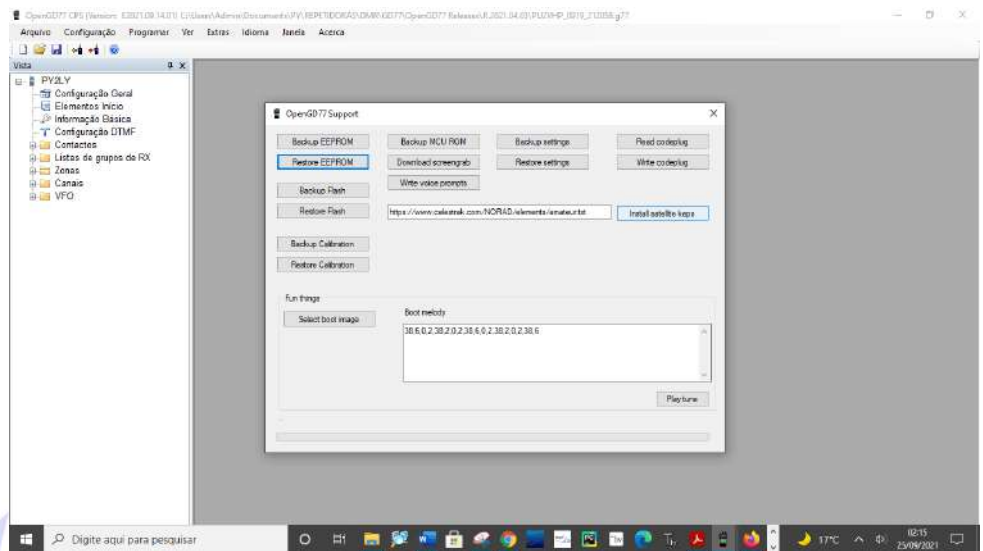 OpenGD77 CPS
Arquivo Configuração Programar Ver Extras Idioma Janela Acerca
Vista
PY2LY
Configuração Geral
Elementos Início
Informação Básica
Configuração DTMF
Contactos
Listas de grupos de RX
Zonas
Canais
VFO
OpenGD77 Support
Backup EEPROM Backup MCU ROM Backup settings Read codeplug
Restore EEPROM Download screengrab Restore settings Write codeplug
Write voice prompts
Backup Flash
Restore Flash https://www.celestrak.com/NORAD/elements/amateur.txt Install satellite keps
Backup Calibration
Restore Calibration
Fun things
Select boot image Boot melody
38,6,0,2,38,2,0,2,38,6,0,2,38,2,0,2,38,6
Play tune
Digite aqui para pesquisar
17°C
02:15
25/09/2021